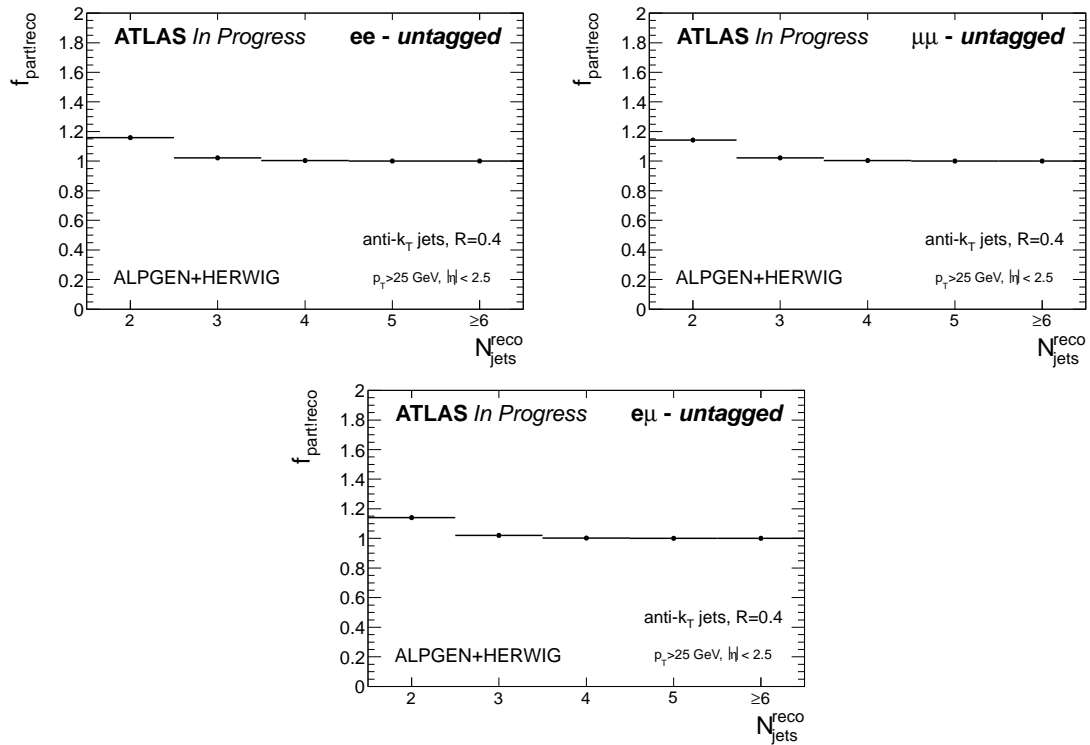 f_part!reco
2
1.8
1.6
1.4
1.2
1
0.8
0.6
0.4
0.2
0
ATLAS In Progress ee - untagged
anti-k_T jets, R=0.4
ALPGEN+HERWIG p_T>25 GeV, |η| < 2.5
2 3 4 5 ≥6
N_jets^reco
f_part!reco
2
1.8
1.6
1.4
1.2
1
0.8
0.6
0.4
0.2
0
ATLAS In Progress μμ - untagged
anti-k_T jets, R=0.4
ALPGEN+HERWIG p_T>25 GeV, |η| < 2.5
2 3 4 5 ≥6
N_jets^reco
f_part!reco
2
1.8
1.6
1.4
1.2
1
0.8
0.6
0.4
0.2
0
ATLAS In Progress eμ - untagged
anti-k_T jets, R=0.4
ALPGEN+HERWIG p_T>25 GeV, |η| < 2.5
2 3 4 5 ≥6
N_jets^reco